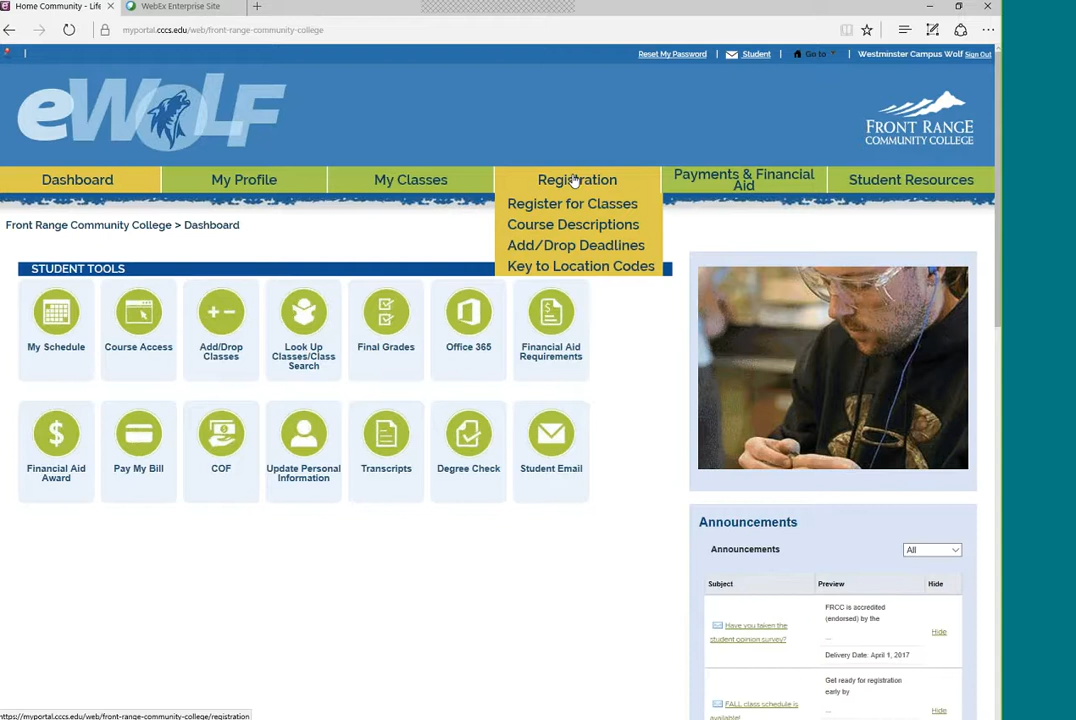 Home Community - Life
WebEx Enterprise Site
myportal.cccs.edu/web/front-range-community-college
Reset My Password | Student | Go to | Westminster Campus Wolf Sign Out
eWOLF
FRONT RANGE
COMMUNITY COLLEGE
Dashboard
My Profile
My Classes
Registration
Payments & Financial
Aid
Student Resources
Register for Classes
Course Descriptions
Add/Drop Deadlines
Key to Location Codes
Front Range Community College > Dashboard
STUDENT TOOLS
My Schedule
Course Access
Add/Drop
Classes
Look Up
Classes/Class
Search
Final Grades
Office 365
Financial Aid
Requirements
Financial Aid
Award
Pay My Bill
COF
Update Personal
Information
Transcripts
Degree Check
Student Email
Announcements
Announcements
All
Subject
Preview
Hide
Have you taken the
student opinion survey?
FRCC is accredited
(endorsed) by the
...
Delivery Date: April 1, 2017
Hide
FALL class schedule is
available!
Get ready for registration
early by
...
Hide
https://myportal.cccs.edu/web/front-range-community-college/registration